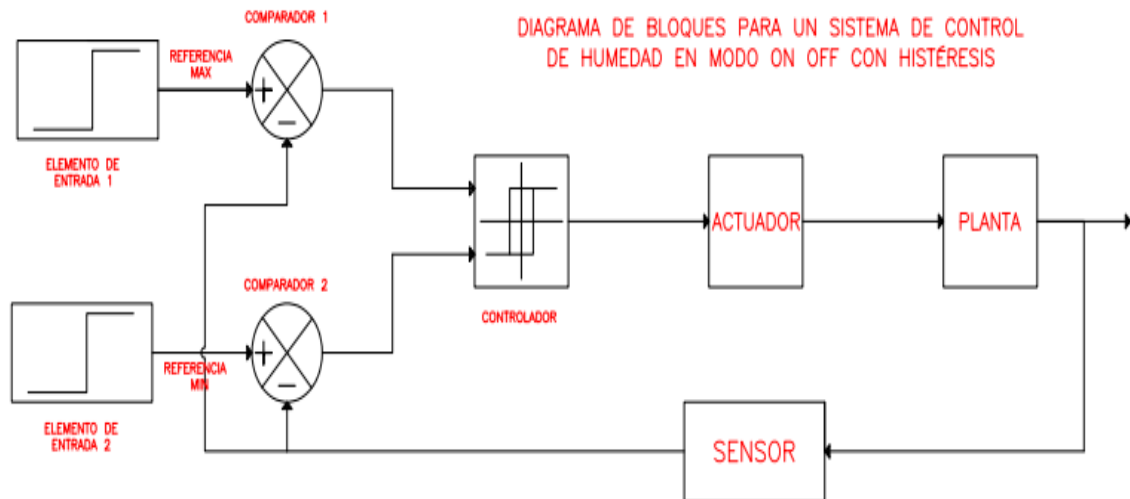 COMPARADOR 1
DIAGRAMA DE BLOQUES PARA UN SISTEMA DE CONTROL
DE HUMEDAD EN MODO ON OFF CON HISTÉRESIS
REFERENCIA
MAX
+
−
ELEMENTO DE
ENTRADA 1
ACTUADOR
PLANTA
COMPARADOR 2
CONTROLADOR
+
−
REFERENCIA
MIN
ELEMENTO DE
ENTRADA 2
SENSOR